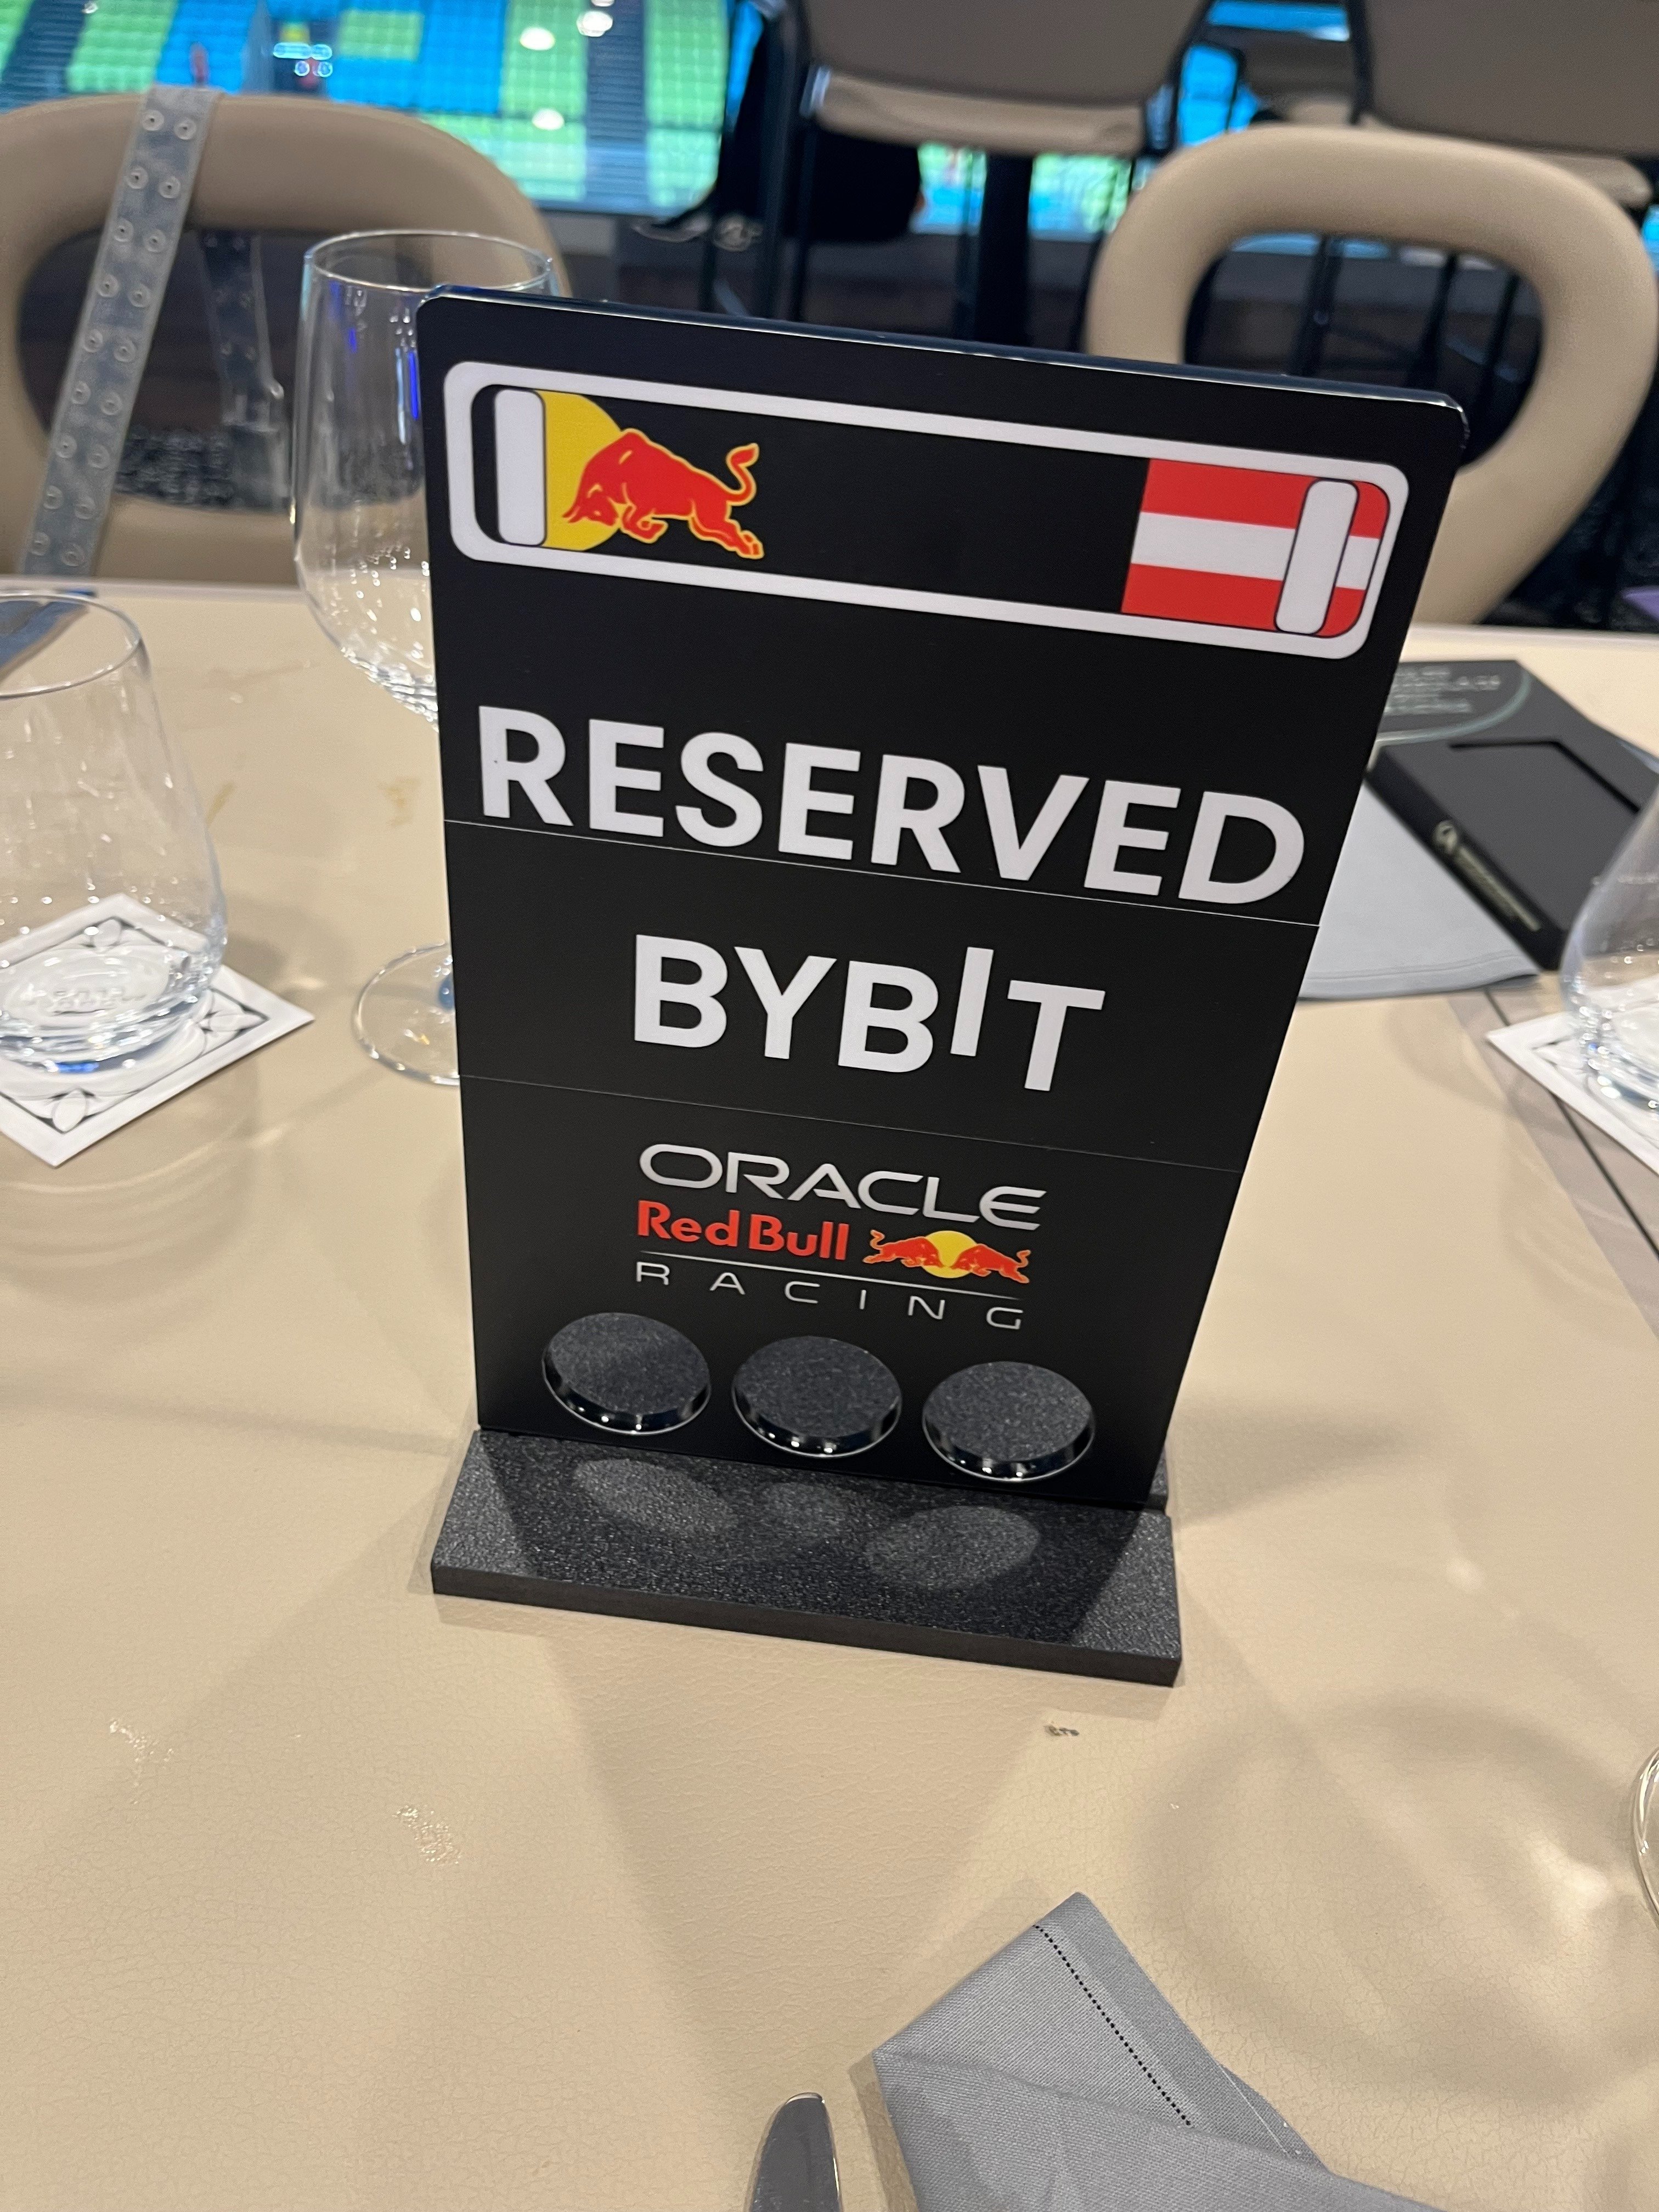 RESERVED
BYBIT
ORACLE
Red Bull
RACING